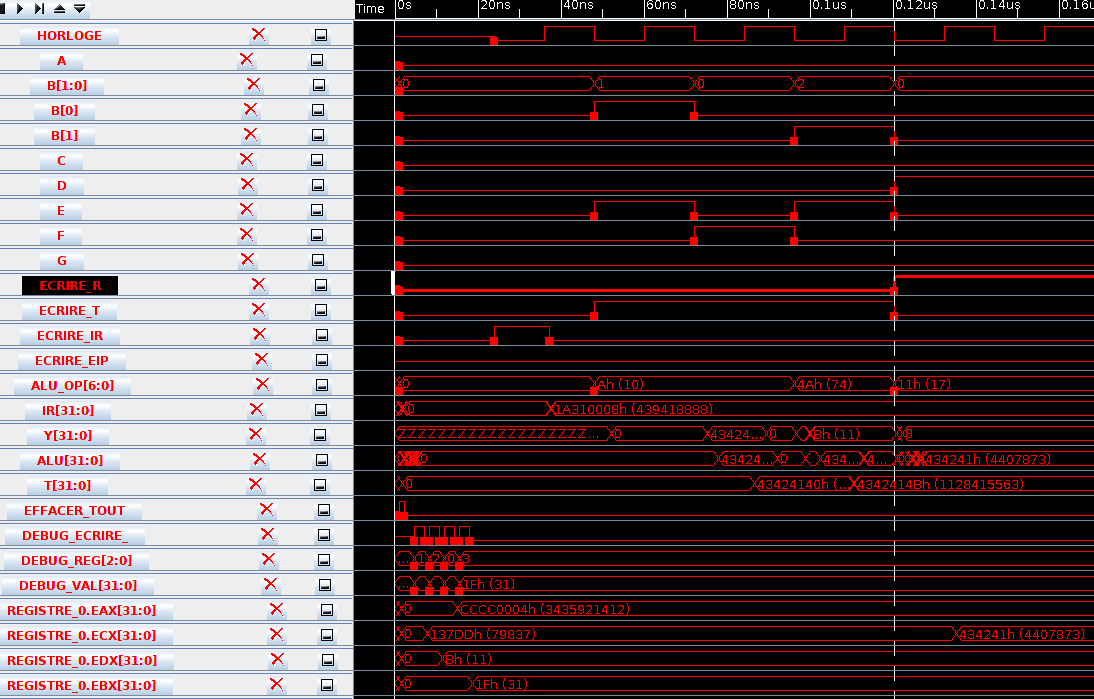 Time 0s 20ns 40ns 60ns 80ns 0.1us 0.12us 0.14us 0.16u
HORLOGE
A
B[1:0] 0 1 0 2 0
B[0]
B[1]
C
D
E
F
G
ECRIRE_R
ECRIRE_T
ECRIRE_IR
ECRIRE_EIP
ALU_OP[6:0] 0 Ah (10) 4Ah (74) 11h (17)
IR[31:0] 0 1A310008h (439418888)
Y[31:0] ZZZZZZZZZZZZZZZZZZZ... 0 43424... 0 Bh (11) 8
ALU[31:0] 0 43424... 0 434... 4... 434241h (4407873)
T[31:0] 0 43424140h (... 4342414Bh (1128415563)
EFFACER_TOUT
DEBUG_ECRIRE_
DEBUG_REG[2:0] ... 1 2 0 3
DEBUG_VAL[31:0] ... 1Fh (31)
REGISTRE_0.EAX[31:0] 0 CCCC0004h (3435921412)
REGISTRE_0.ECX[31:0] 0 137DDh (79837) 434241h (4407873)
REGISTRE_0.EDX[31:0] 0 Bh (11)
REGISTRE_0.EBX[31:0] 0 1Fh (31)